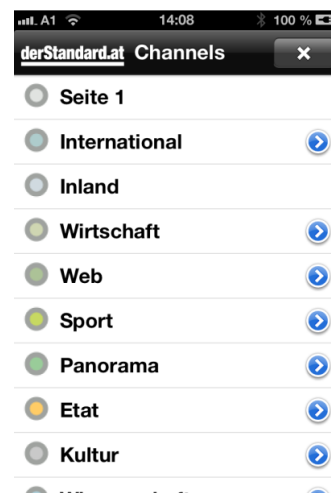 A1 14:08 100 %
derStandard.at Channels ×
Seite 1
International
Inland
Wirtschaft
Web
Sport
Panorama
Etat
Kultur